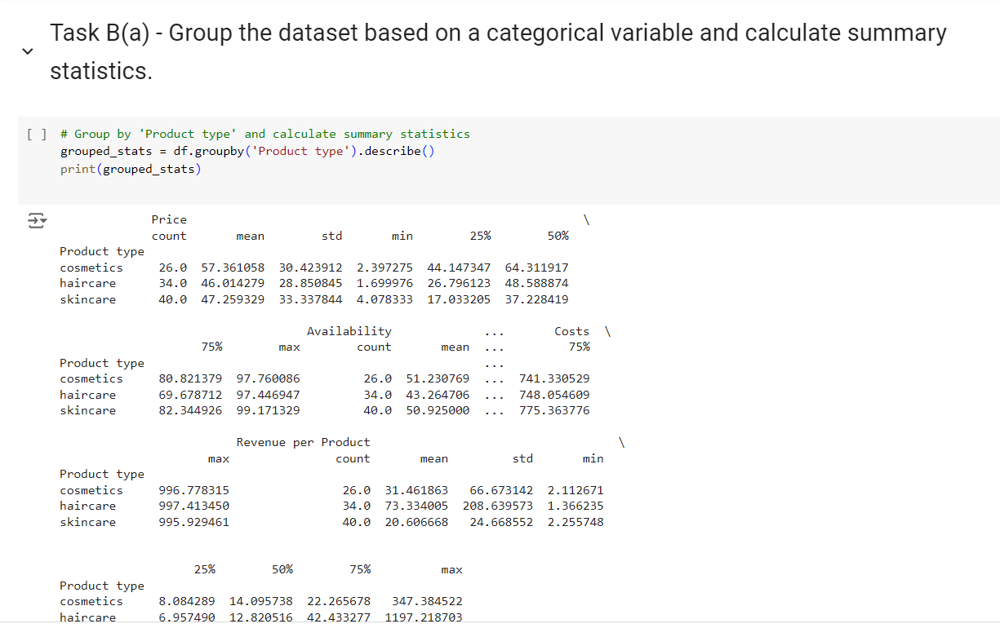 Task B(a) - Group the dataset based on a categorical variable and calculate summary
statistics.
[ ] # Group by 'Product type' and calculate summary statistics
grouped_stats = df.groupby('Product type').describe()
print(grouped_stats)
Price \
count mean std min 25% 50%
Product type
cosmetics 26.0 57.361058 30.423912 2.397275 44.147347 64.311917
haircare 34.0 46.014279 28.850845 1.699976 26.796123 48.588874
skincare 40.0 47.259329 33.337844 4.078333 17.033205 37.228419
Availability ... Costs \
75% max count mean ... 75%
Product type ...
cosmetics 80.821379 97.760086 26.0 51.230769 ... 741.330529
haircare 69.678712 97.446947 34.0 43.264706 ... 748.054609
skincare 82.344926 99.171329 40.0 50.925000 ... 775.363776
Revenue per Product \
max count mean std min
Product type
cosmetics 996.778315 26.0 31.461863 66.673142 2.112671
haircare 997.413450 34.0 73.334005 208.639573 1.366235
skincare 995.929461 40.0 20.606668 24.668552 2.255748
25% 50% 75% max
Product type
cosmetics 8.084289 14.095738 22.265678 347.384522
haircare 6.957490 12.820516 42.433277 1197.218703